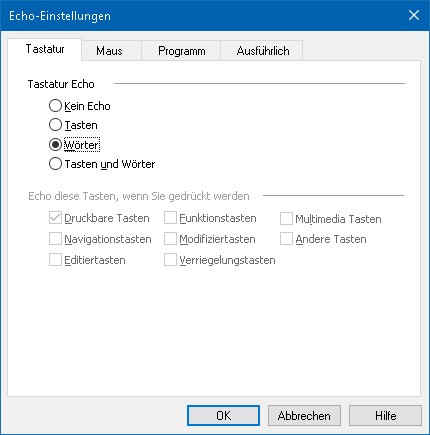 Echo-Einstellungen
Tastatur Maus Programm Ausführlich
Tastatur Echo
Kein Echo
Tasten
Wörter
Tasten und Wörter
Echo diese Tasten, wenn Sie gedrückt werden
Druckbare Tasten Funktionstasten Multimedia Tasten
Navigationstasten Modifiziertasten Andere Tasten
Editiertasten Verriegelungstasten
OK Abbrechen Hilfe